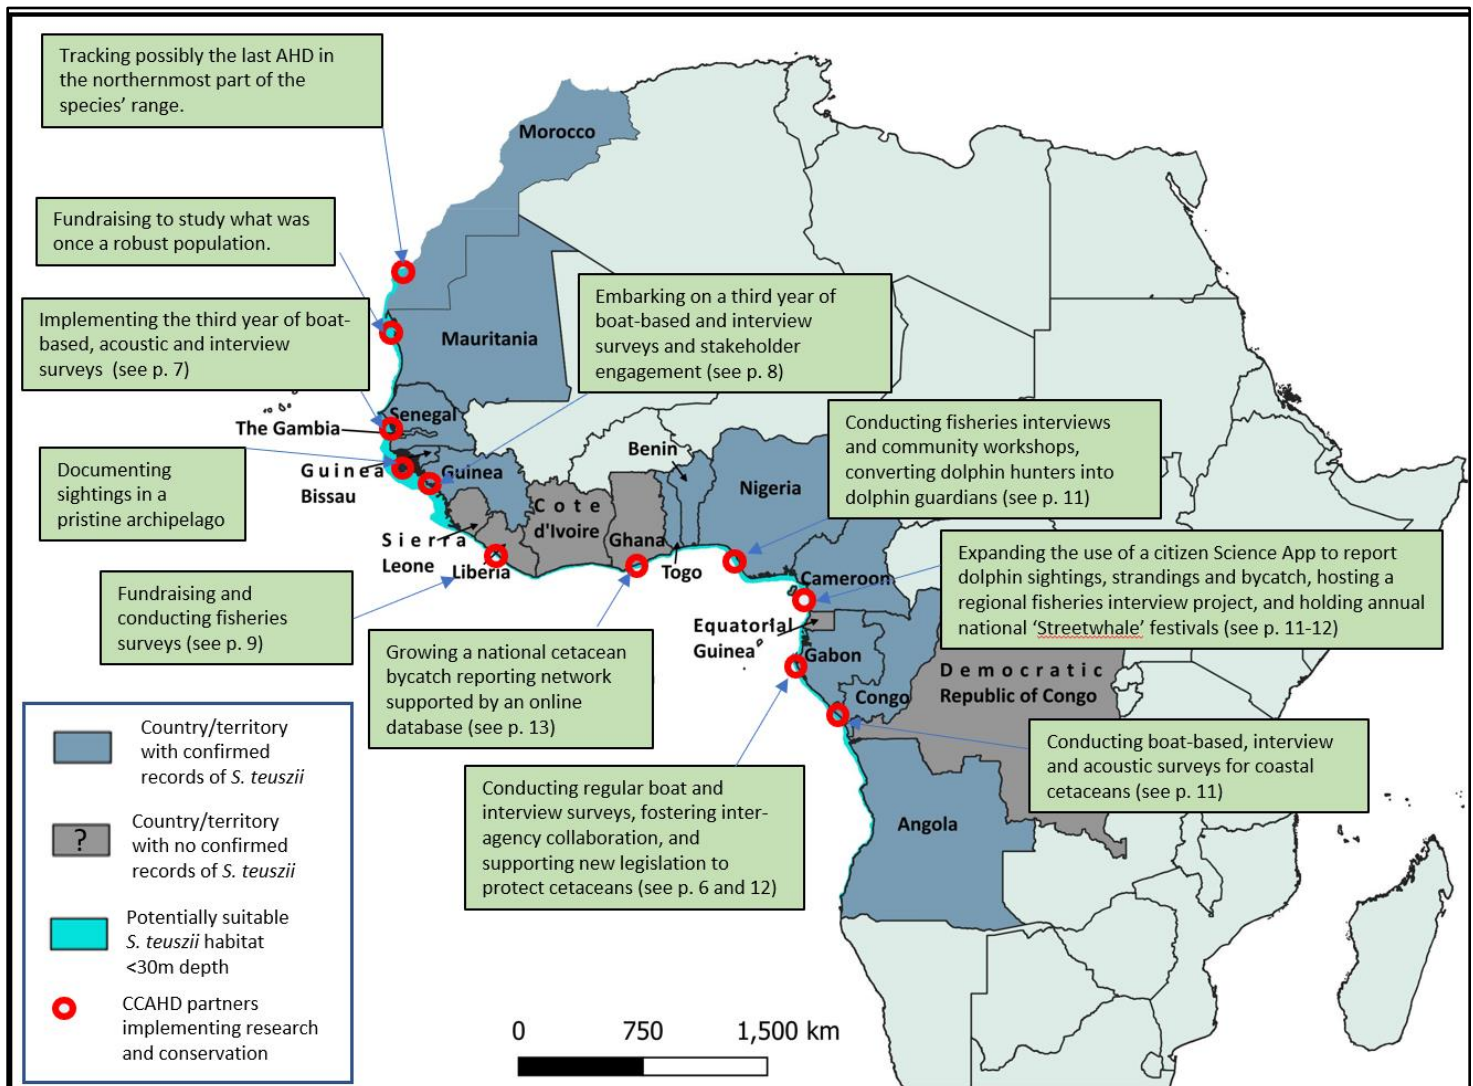 Tracking possibly the last AHD in
the northernmost part of the
species' range.
Morocco
Fundraising to study what was
once a robust population.
Implementing the third year of boat-
based, acoustic and interview
surveys  (see p. 7)
Embarking on a third year of
boat-based and interview
surveys and stakeholder
engagement (see p. 8)
Mauritania
Senegal
The Gambia
Conducting fisheries interviews
and community workshops,
converting dolphin hunters into
dolphin guardians (see p. 11)
Benin
Documenting
sightings in a
pristine archipelago
Guinea
Bissau
Guinea
Nigeria
Cote
d'Ivoire
Ghana
Sierra
Leone
Liberia
Togo
Cameroon
Expanding the use of a citizen Science App to report
dolphin sightings, strandings and bycatch, hosting a
regional fisheries interview project, and holding annual
national 'Streetwhale' festivals (see p. 11-12)
Fundraising and
conducting fisheries
surveys (see p. 9)
Growing a national cetacean
bycatch reporting network
supported by an online
database (see p. 13)
Equatorial
Guinea
Gabon
Congo
Democratic
Republic of Congo
Conducting boat-based, interview
and acoustic surveys for coastal
cetaceans (see p. 11)
Conducting regular boat and
interview surveys, fostering inter-
agency collaboration, and
supporting new legislation to
protect cetaceans (see p. 6 and 12)
Angola
Country/territory
with confirmed
records of S. teuszii
?
Country/territory
with no confirmed
records of S. teuszii
Potentially suitable
S. teuszii habitat
<30m depth
CCAHD partners
implementing research
and conservation
0 750 1,500 km